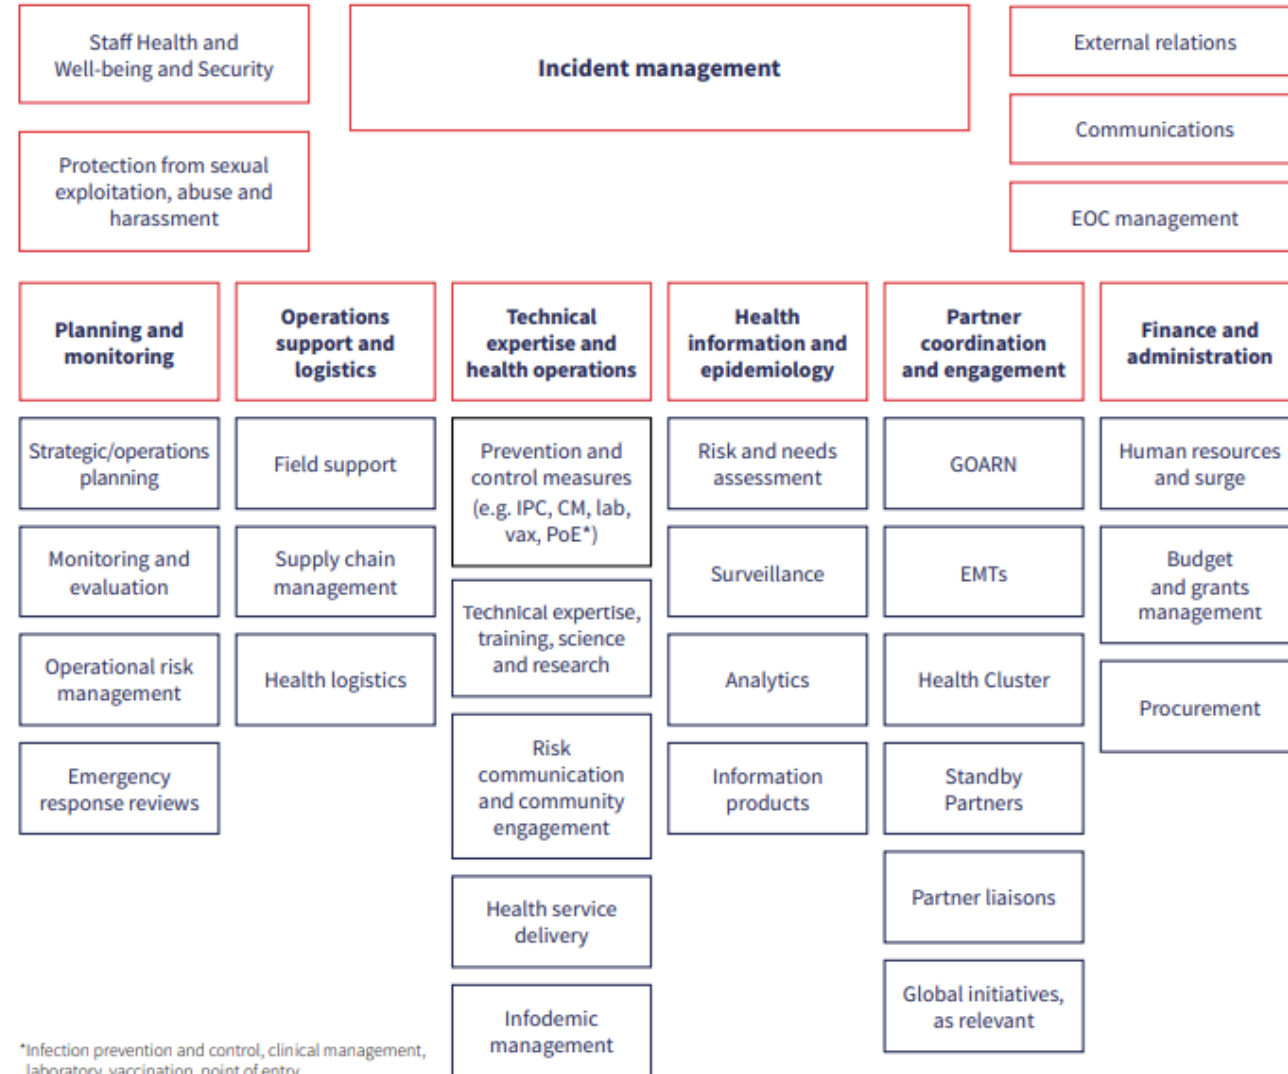 Staff Health and
Well-being and Security
Incident management
External relations
Communications
Protection from sexual
exploitation, abuse and
harassment
EOC management
Planning and
monitoring
Operations
support and
logistics
Technical
expertise and
health operations
Health
information and
epidemiology
Partner
coordination
and engagement
Finance and
administration
Strategic/operations
planning
Monitoring and
evaluation
Operational risk
management
Emergency
response reviews
Field support
Supply chain
management
Health logistics
Prevention and
control measures
(e.g. IPC, CM, lab,
vax, PoE*)
Technical expertise,
training, science
and research
Risk
communication
and community
engagement
Health service
delivery
Infodemic
management
Risk and needs
assessment
Surveillance
Analytics
Information
products
GOARN
EMTs
Health Cluster
Standby
Partners
Partner liaisons
Global initiatives,
as relevant
Human resources
and surge
Budget
and grants
management
Procurement
*Infection prevention and control, clinical management,
laboratory, vaccination, point of entry